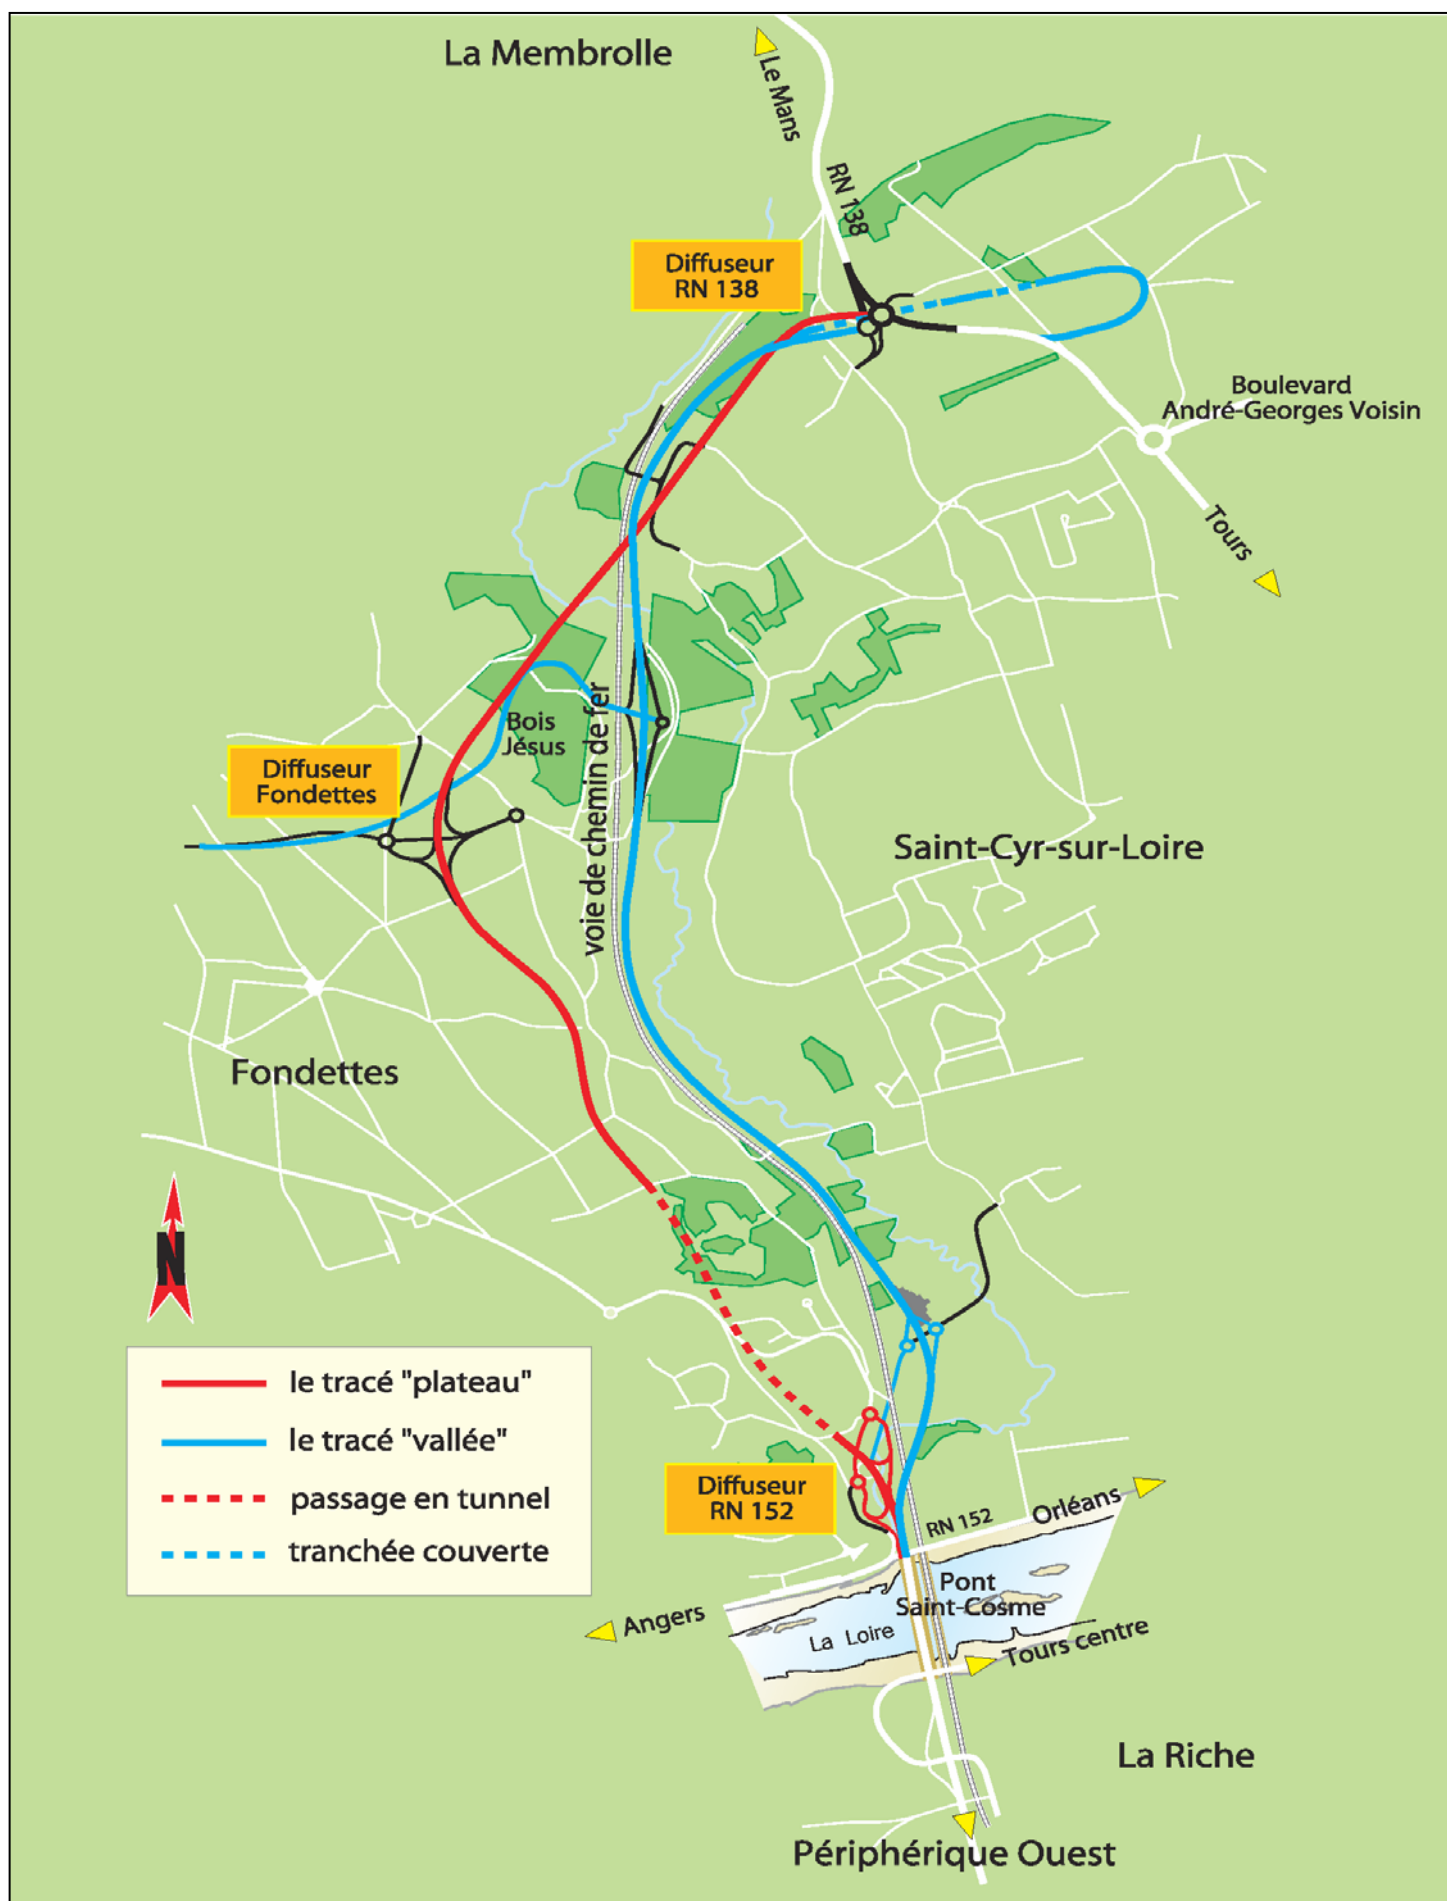 La Membrolle
Le Mans
RN 138
Diffuseur
RN 138
Boulevard
André-Georges Voisin
Tours
Bois
Jésus
voie de chemin de fer
Diffuseur
Fondettes
Saint-Cyr-sur-Loire
Fondettes
N
le tracé "plateau"
le tracé "vallée"
passage en tunnel
tranchée couverte
Diffuseur
RN 152
RN 152
Orléans
Pont
Saint-Cosme
Angers
La Loire
Tours centre
La Riche
Périphérique Ouest